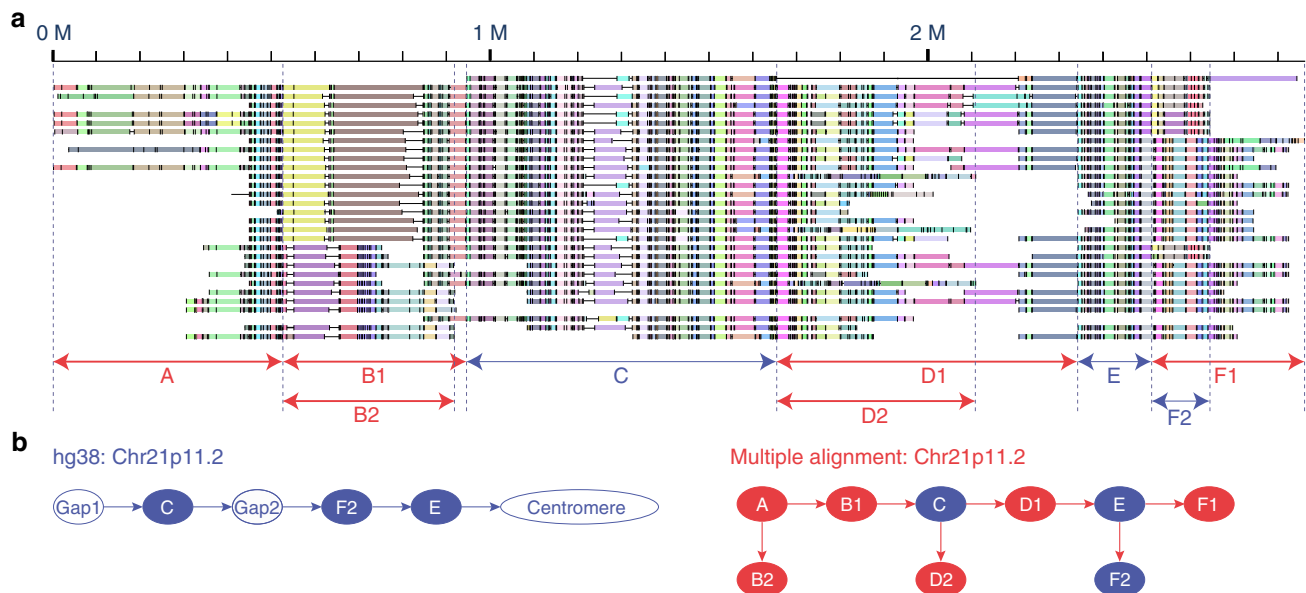 a
0 M 1 M 2 M
A B1 C D1 E F1
B2 D2 F2
b
hg38: Chr21p11.2 Multiple alignment: Chr21p11.2
Gap1 C Gap2 F2 E Centromere A B1 C D1 E F1
B2 D2 F2